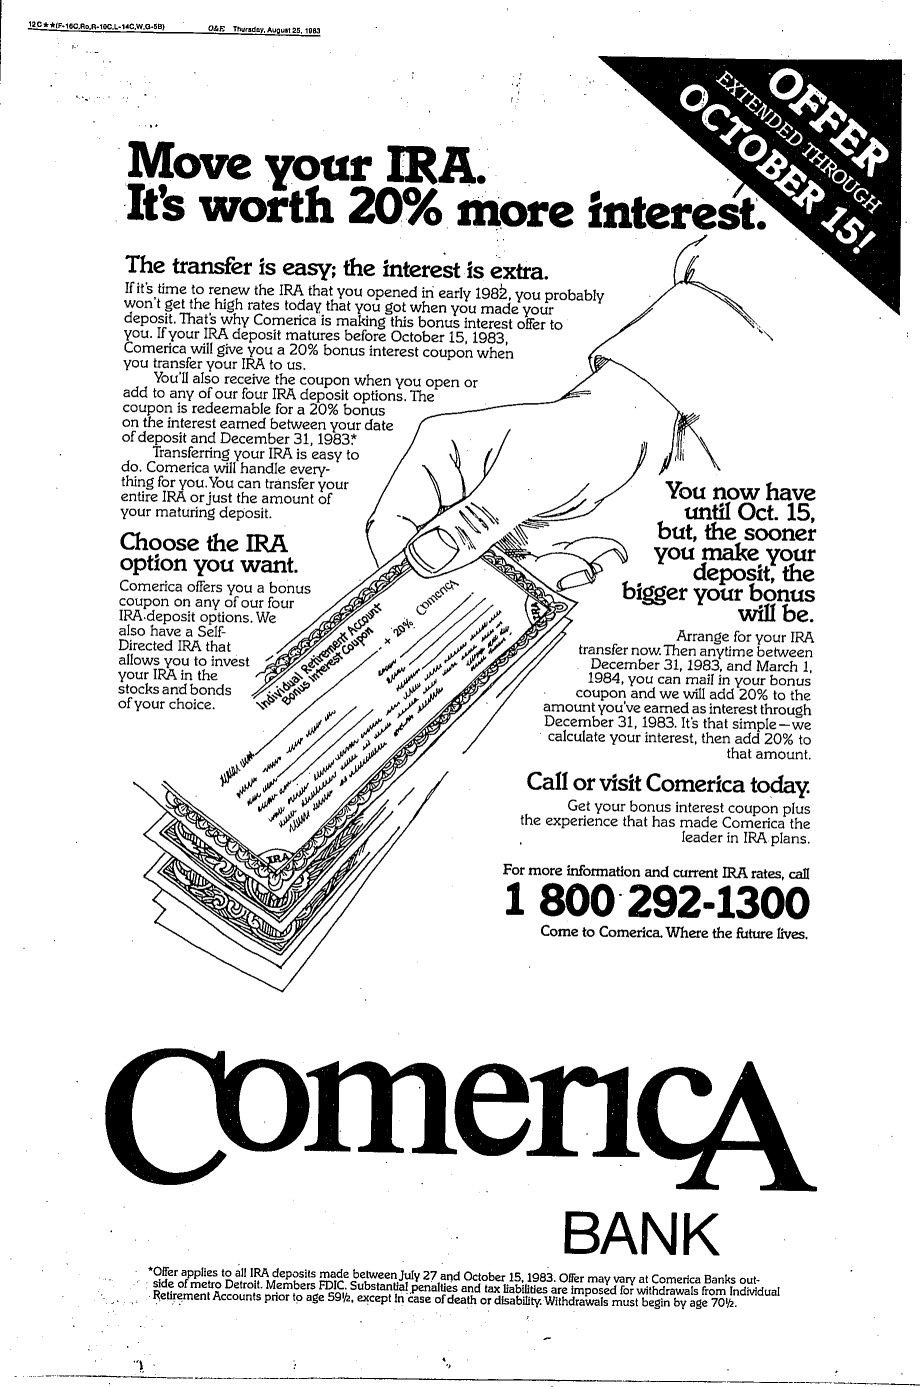 12C★★(F-16C,Ro,R-10C,L-14C,W,G-5B)
O&E Thursday, August 25, 1983
OFFER
EXTENDED THROUGH
OCTOBER 15!
Move your IRA.
It's worth 20% more interest.
The transfer is easy; the interest is extra.
If it's time to renew the IRA that you opened in early 1982, you probably
won't get the high rates today that you got when you made your
deposit. That's why Comerica is making this bonus interest offer to
you. If your IRA deposit matures before October 15, 1983,
Comerica will give you a 20% bonus interest coupon when
you transfer your IRA to us.
You'll also receive the coupon when you open or
add to any of our four IRA deposit options. The
coupon is redeemable for a 20% bonus
on the interest earned between your date
of deposit and December 31, 1983.*
Transferring your IRA is easy to
do. Comerica will handle every-
thing for you. You can transfer your
entire IRA or just the amount of
your maturing deposit.
Choose the IRA
option you want.
Comerica offers you a bonus
coupon on any of our four
IRA deposit options. We
also have a Self-
Directed IRA that
allows you to invest
your IRA in the
stocks and bonds
of your choice.
Individual Retirement Account
Bonus Interest Coupon
+ 20%
Comerica
IRA
IRA
You now have
until Oct. 15,
but, the sooner
you make your
deposit, the
bigger your bonus
will be.
Arrange for your IRA
transfer now. Then anytime between
December 31, 1983, and March 1,
1984, you can mail in your bonus
coupon and we will add 20% to the
amount you've earned as interest through
December 31, 1983. It's that simple—we
calculate your interest, then add 20% to
that amount.
Call or visit Comerica today.
Get your bonus interest coupon plus
the experience that has made Comerica the
leader in IRA plans.
For more information and current IRA rates, call
1 800 292-1300
Come to Comerica. Where the future lives.
Comerica
BANK
*Offer applies to all IRA deposits made between July 27 and October 15, 1983. Offer may vary at Comerica Banks out-
side of metro Detroit. Members FDIC. Substantial penalties and tax liabilities are imposed for withdrawals from Individual
Retirement Accounts prior to age 59½, except in case of death or disability. Withdrawals must begin by age 70½.